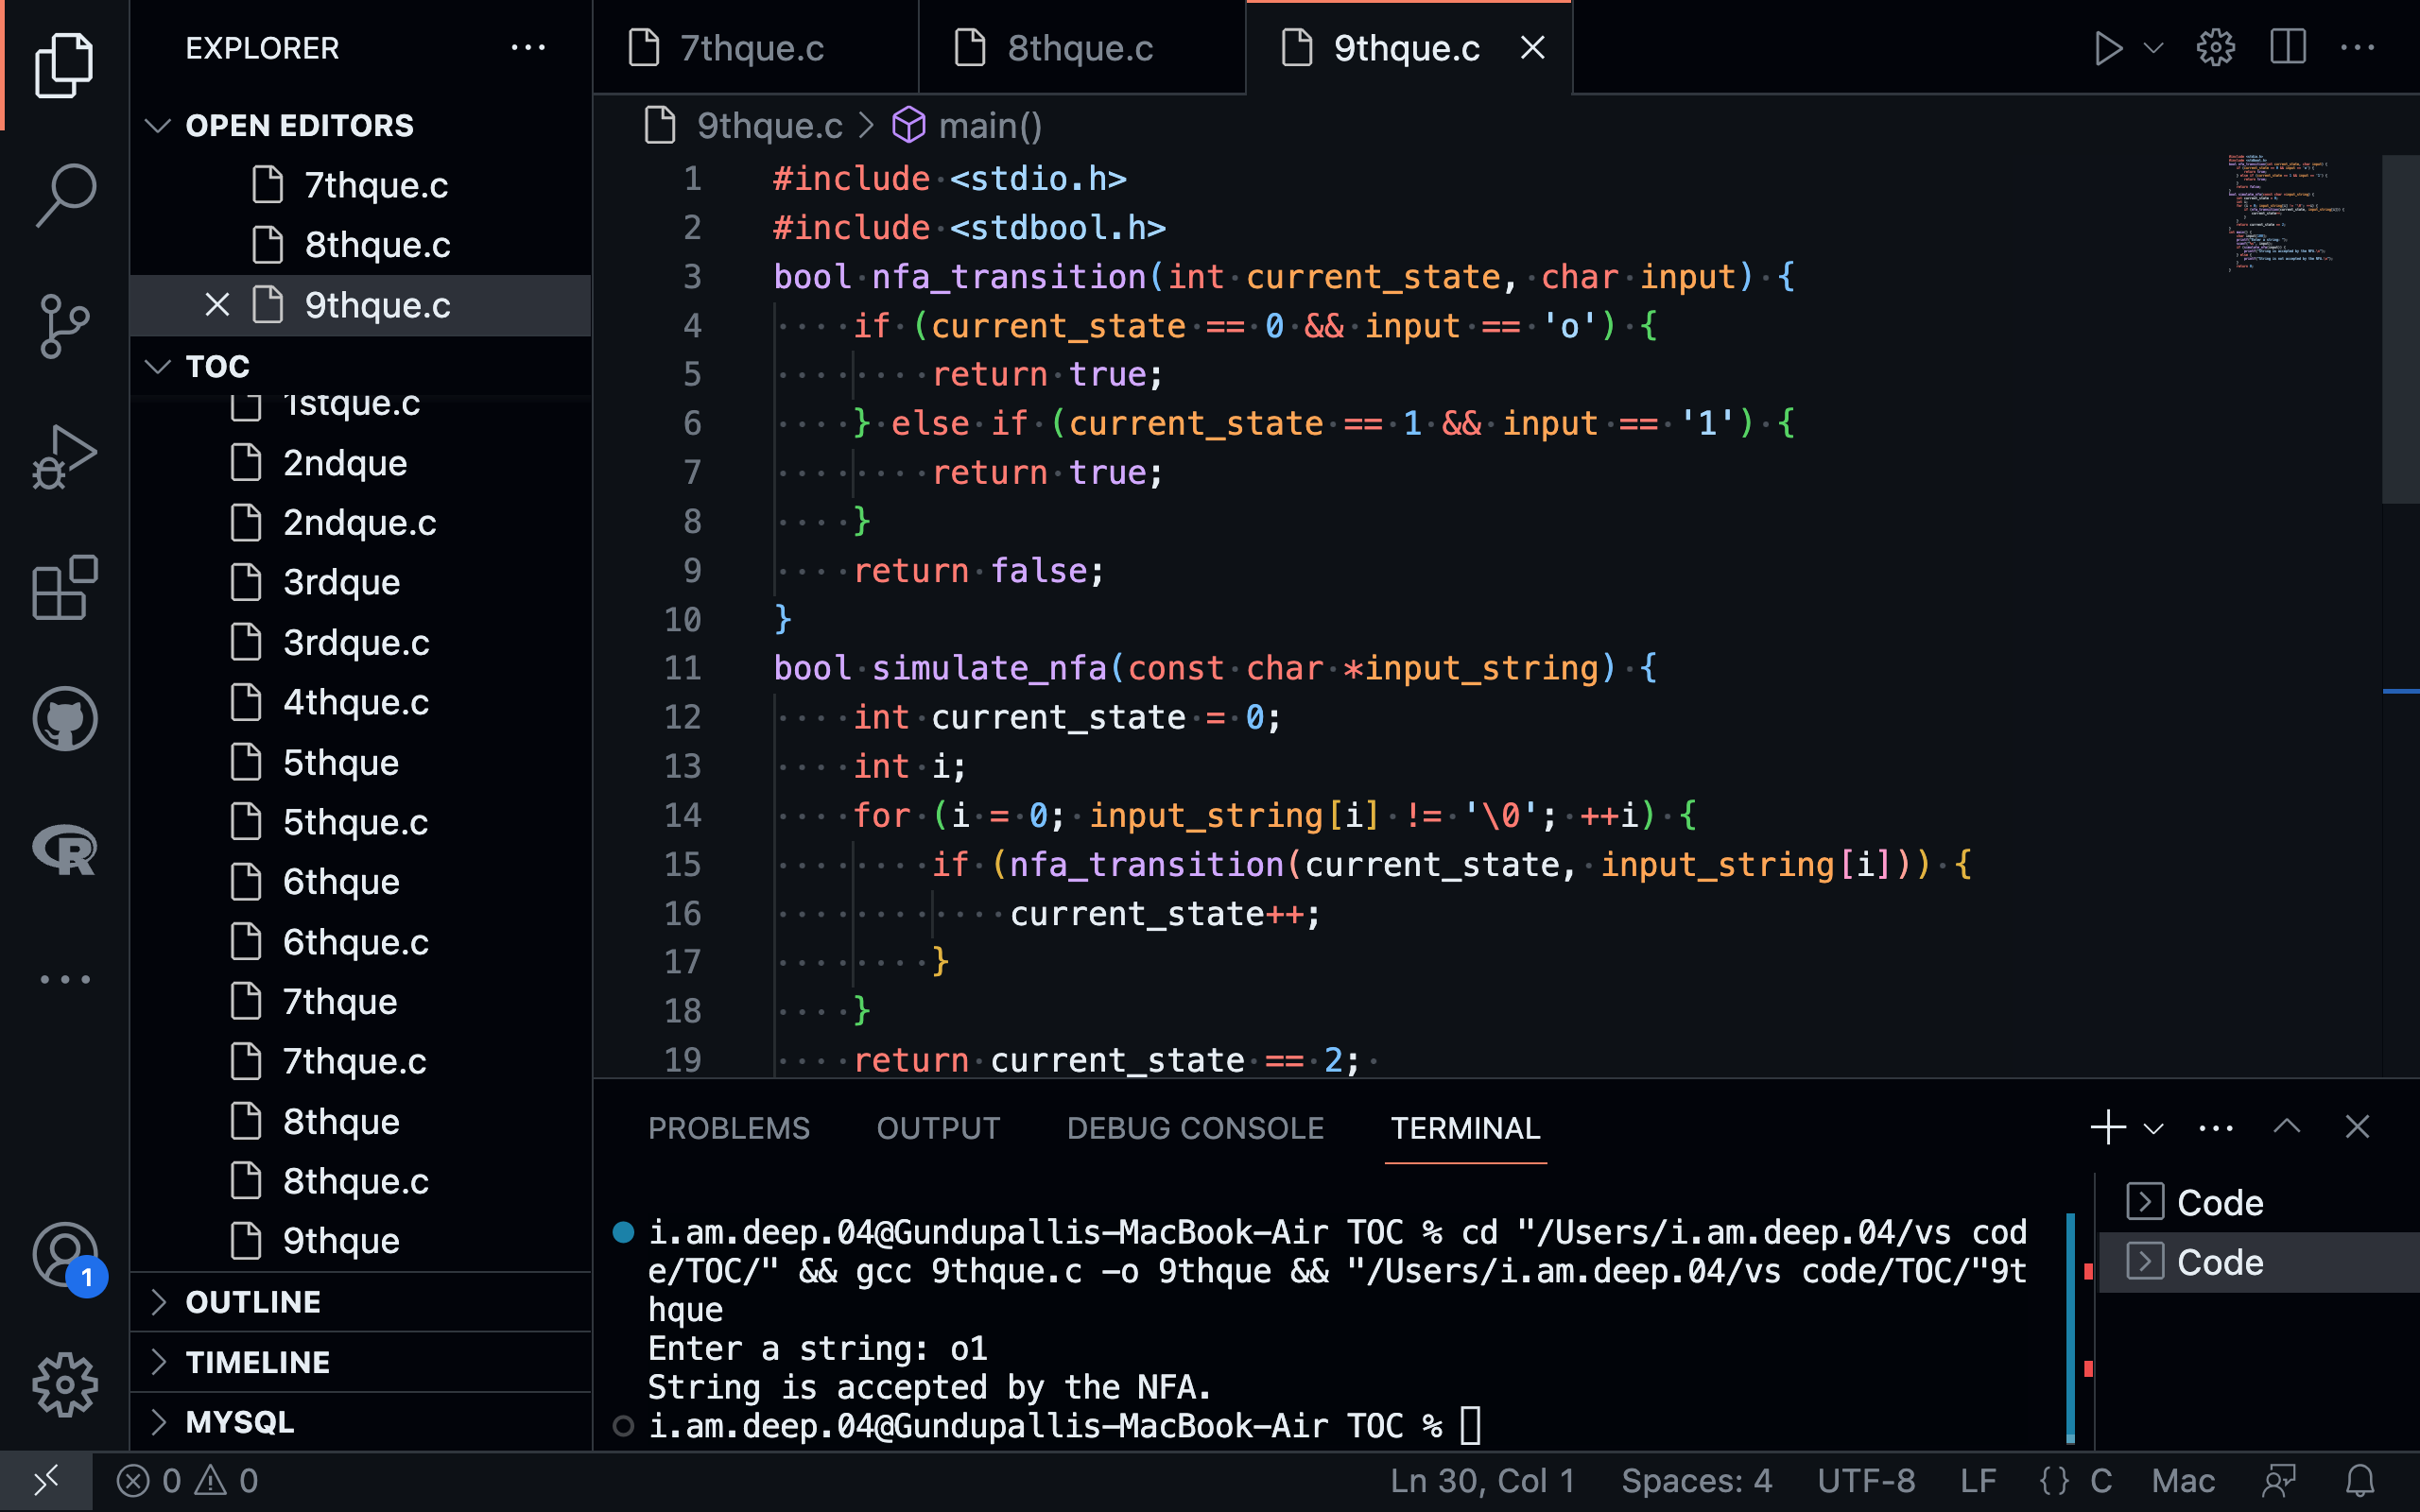 EXPLORER
OPEN EDITORS
7thque.c
8thque.c
9thque.c
TOC
1stque.c
2ndque
2ndque.c
3rdque
3rdque.c
4thque.c
5thque
5thque.c
6thque
6thque.c
7thque
7thque.c
8thque
8thque.c
9thque
OUTLINE
TIMELINE
MYSQL
1
7thque.c
8thque.c
9thque.c
9thque.c > main()
1 #include <stdio.h>
2 #include <stdbool.h>
3 bool nfa_transition(int current_state, char input) {
4 if (current_state == 0 && input == 'o') {
5 return true;
6 } else if (current_state == 1 && input == '1') {
7 return true;
8 }
9 return false;
10 }
11 bool simulate_nfa(const char *input_string) {
12 int current_state = 0;
13 int i;
14 for (i = 0; input_string[i] != '\0'; ++i) {
15 if (nfa_transition(current_state, input_string[i])) {
16 current_state++;
17 }
18 }
19 return current_state == 2;
PROBLEMS OUTPUT DEBUG CONSOLE TERMINAL
i.am.deep.04@Gundupallis-MacBook-Air TOC % cd "/Users/i.am.deep.04/vs cod
e/TOC/" && gcc 9thque.c -o 9thque && "/Users/i.am.deep.04/vs code/TOC/"9t
hque
Enter a string: o1
String is accepted by the NFA.
i.am.deep.04@Gundupallis-MacBook-Air TOC %
Code
Code
0 0
Ln 30, Col 1 Spaces: 4 UTF-8 LF {} C Mac